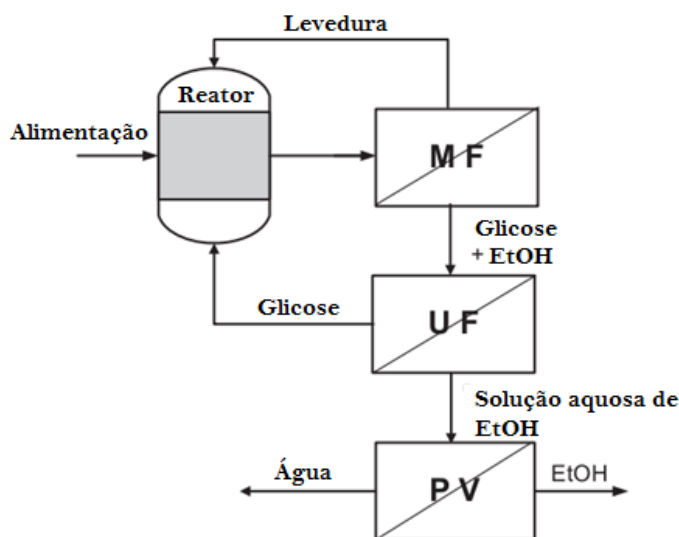 Levedura
Reator
Alimentação
M F
Glicose
+ EtOH
Glicose
U F
Solução aquosa de
EtOH
Água
P V
EtOH